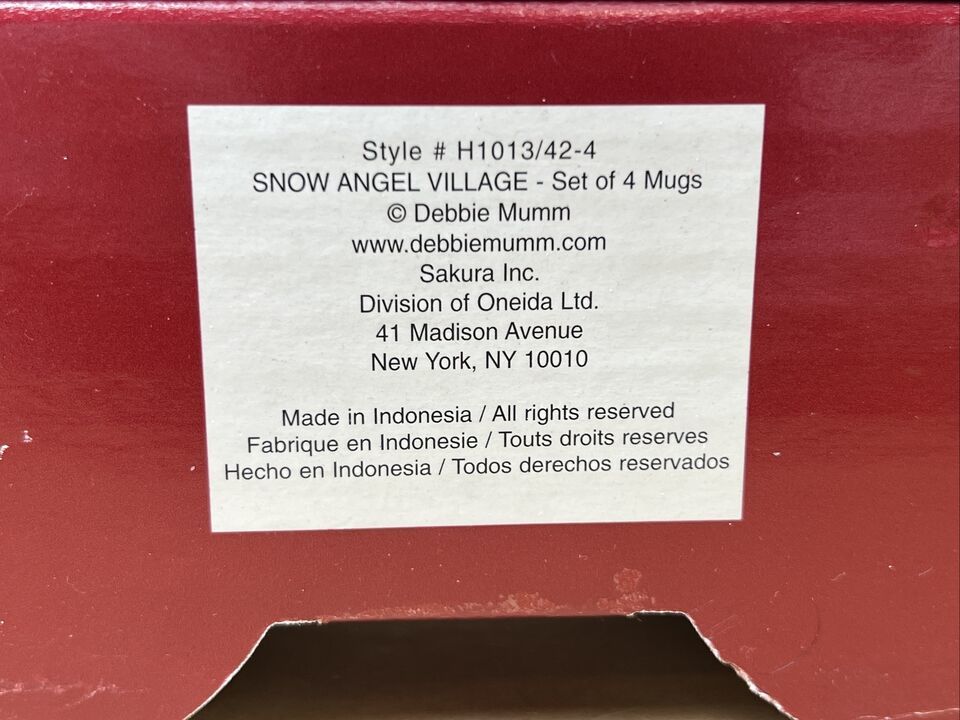 Style # H1013/42-4
SNOW ANGEL VILLAGE - Set of 4 Mugs
© Debbie Mumm
www.debbiemumm.com
Sakura Inc.
Division of Oneida Ltd.
41 Madison Avenue
New York, NY 10010
Made in Indonesia / All rights reserved
Fabrique en Indonesie / Touts droits reserves
Hecho en Indonesia / Todos derechos reservados